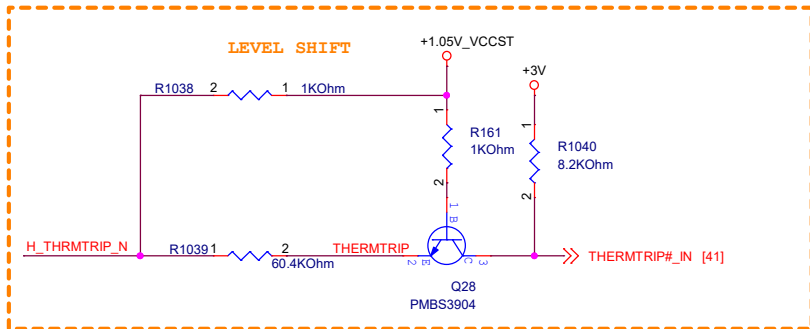 LEVEL SHIFT
+1.05V_VCCST
+3V
R1038
2
1
1KOhm
1
R161
1KOhm
2
1
R1040
8.2KOhm
2
1
B
H_THRMTRIP_N
R1039
1
2
60.4KOhm
THERMTRIP
2
E
C
3
THERMTRIP#_IN [41]
Q28
PMBS3904